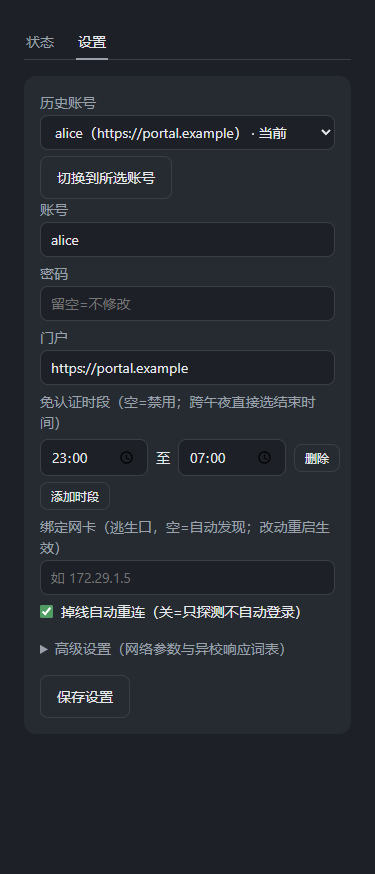 状态 设置
历史账号
alice（https://portal.example）· 当前
切换到所选账号
账号
alice
密码
留空=不修改
门户
https://portal.example
免认证时段（空=禁用；跨午夜直接选结束时
间）
23:00 至 07:00 删除
添加时段
绑定网卡（逃生口，空=自动发现；改动重启生
效）
如 172.29.1.5
掉线自动重连（关=只探测不自动登录）
高级设置（网络参数与异校响应词表）
保存设置